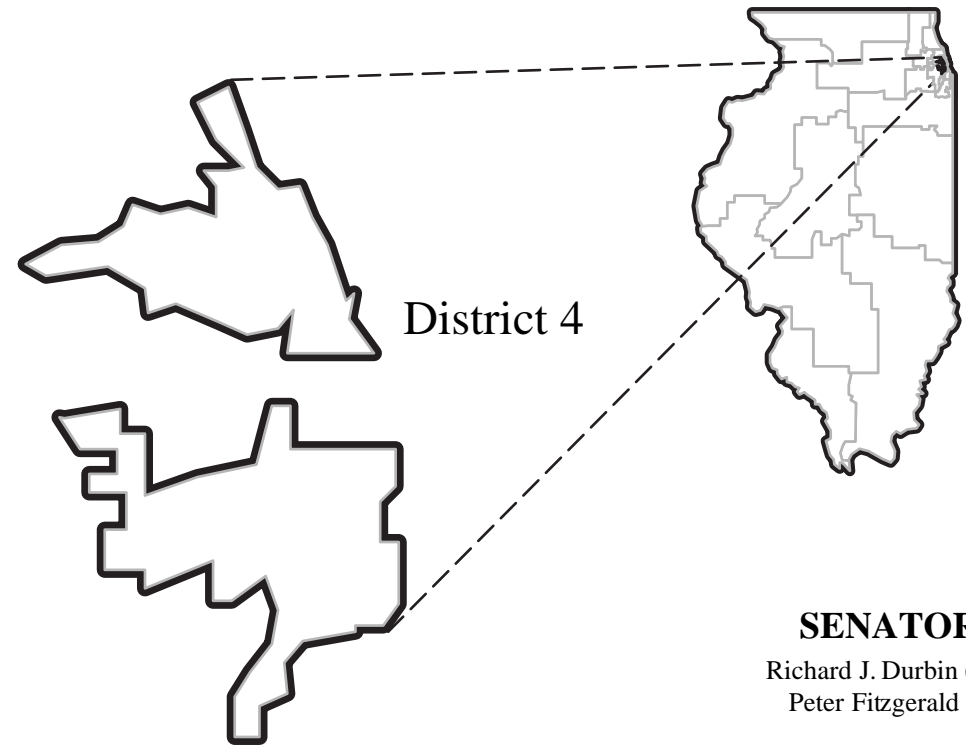 District 4
SENATOR
Richard J. Durbin (
Peter Fitzgerald